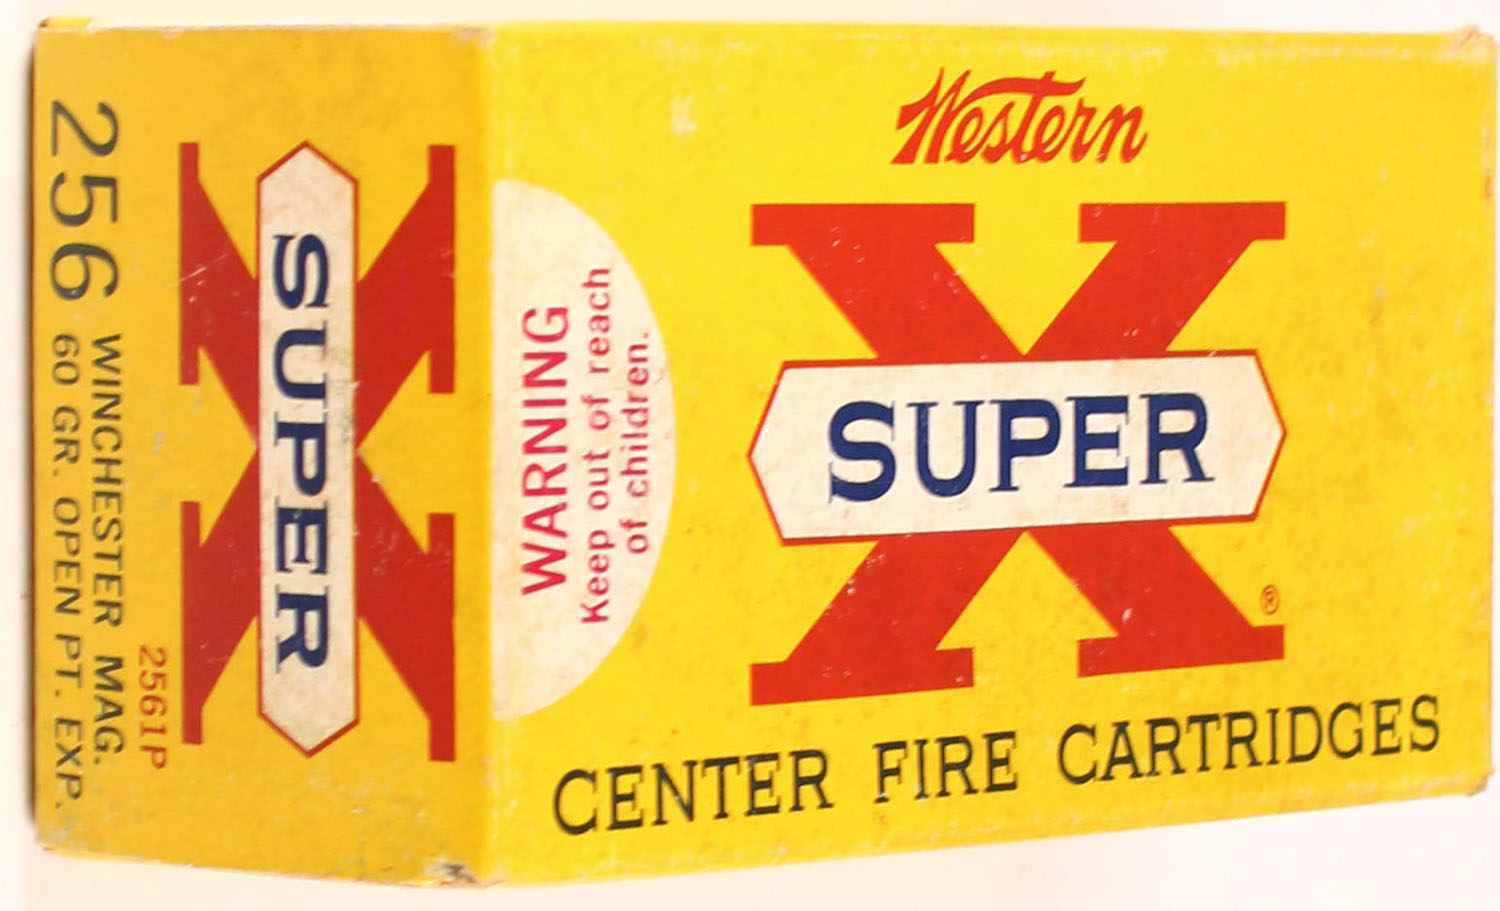 Western
SUPER
X
®
CENTER FIRE CARTRIDGES
WARNING
Keep out of reach
of children.
SUPER
X
2561P
256 WINCHESTER MAG.
60 GR. OPEN PT. EXP.